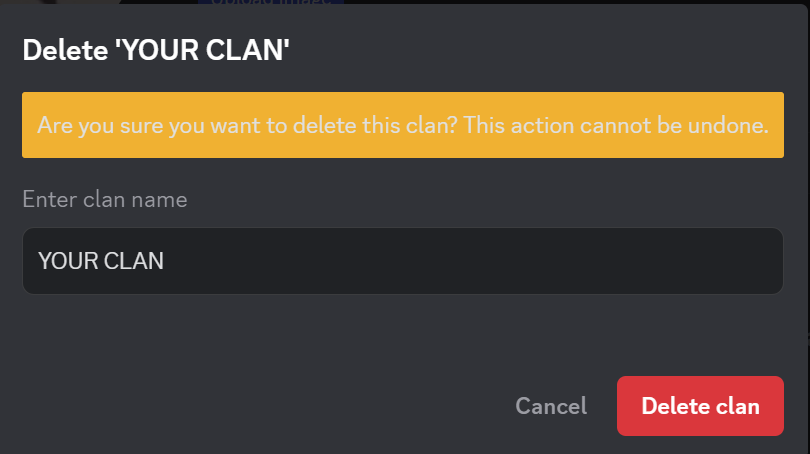 Delete 'YOUR CLAN'
Are you sure you want to delete this clan? This action cannot be undone.
Enter clan name
YOUR CLAN
Cancel
Delete clan